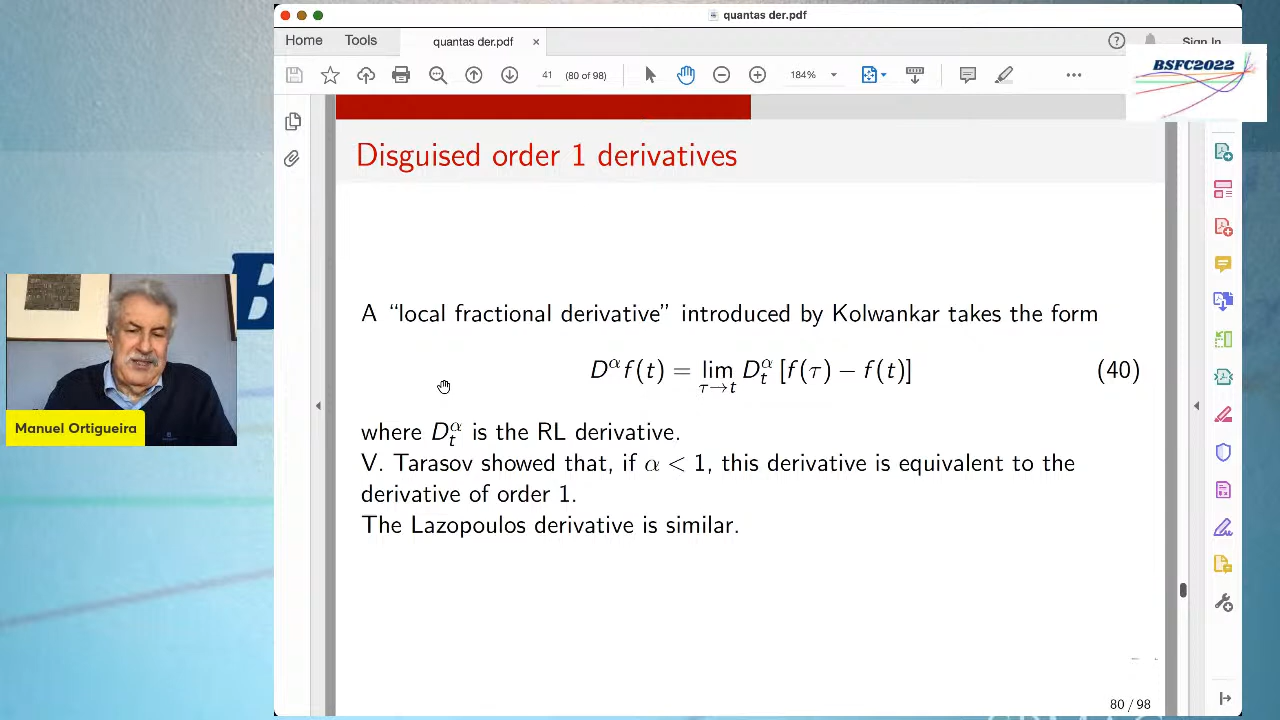 quantas der.pdf
Home
Tools
quantas der.pdf
Sign In
BSFC2022
(80 of 98)
184%
Disguised order 1 derivatives
A “local fractional derivative” introduced by Kolwankar takes the form
D^α f(t) = lim_{τ→t} D_t^α [f(τ) − f(t)] (40)
where D_t^α is the RL derivative.
V. Tarasov showed that, if α < 1, this derivative is equivalent to the
derivative of order 1.
The Lazopoulos derivative is similar.
Manuel Ortigueira
80 / 98